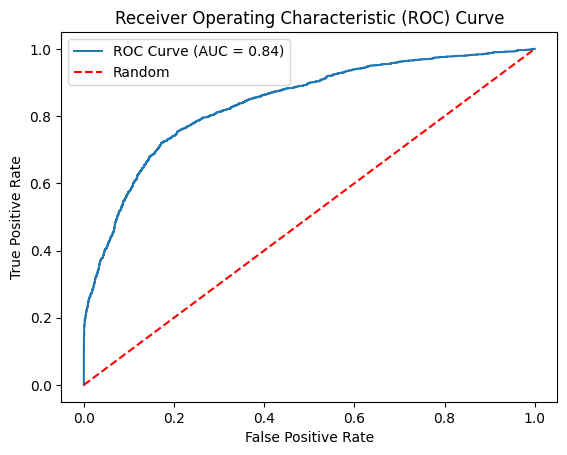 Receiver Operating Characteristic (ROC) Curve
ROC Curve (AUC = 0.84)
Random
True Positive Rate
1.0
0.8
0.6
0.4
0.2
0.0
0.0 0.2 0.4 0.6 0.8 1.0
False Positive Rate